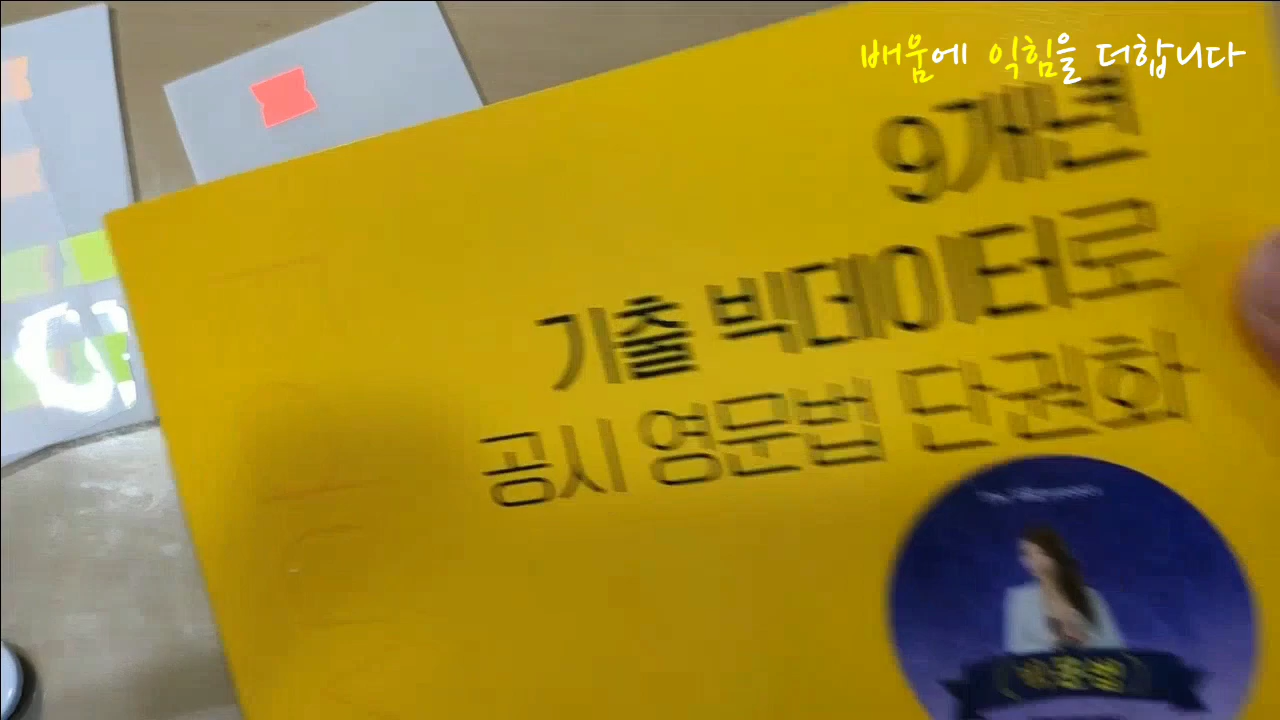 배움에 익힘을 더합니다
9개년
기출 빅데이터로
공시 영문법 단권화